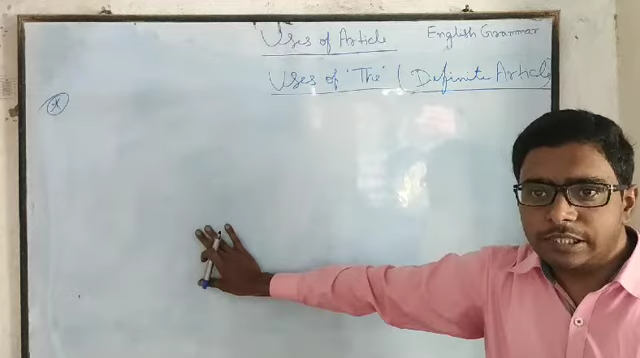 Uses of Article English Grammar
Uses of 'The' (Definite Article)